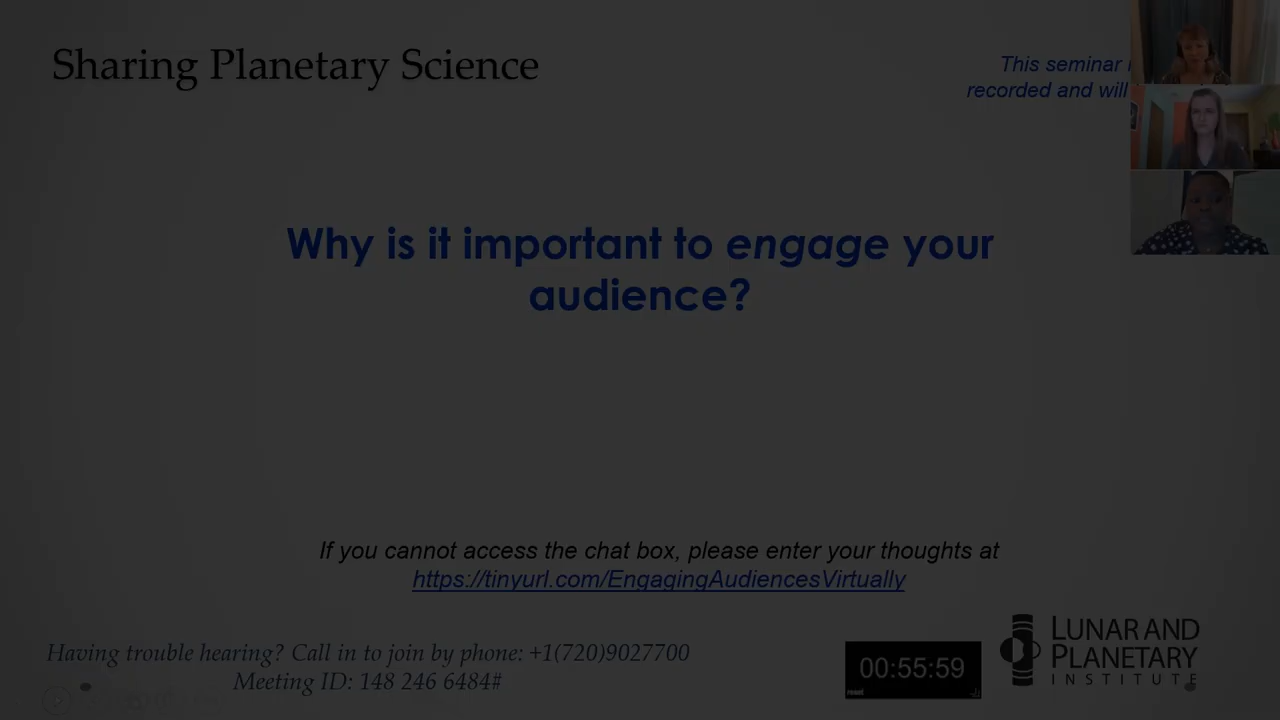 Sharing Planetary Science
This seminar
recorded and will
Why is it important to engage your
audience?
If you cannot access the chat box, please enter your thoughts at
https://tinyurl.com/EngagingAudiencesVirtually
Having trouble hearing? Call in to join by phone: +1(720)9027700
Meeting ID: 148 246 6484#
00:55:59
reset
LUNAR AND
PLANETARY
INSTITUTE